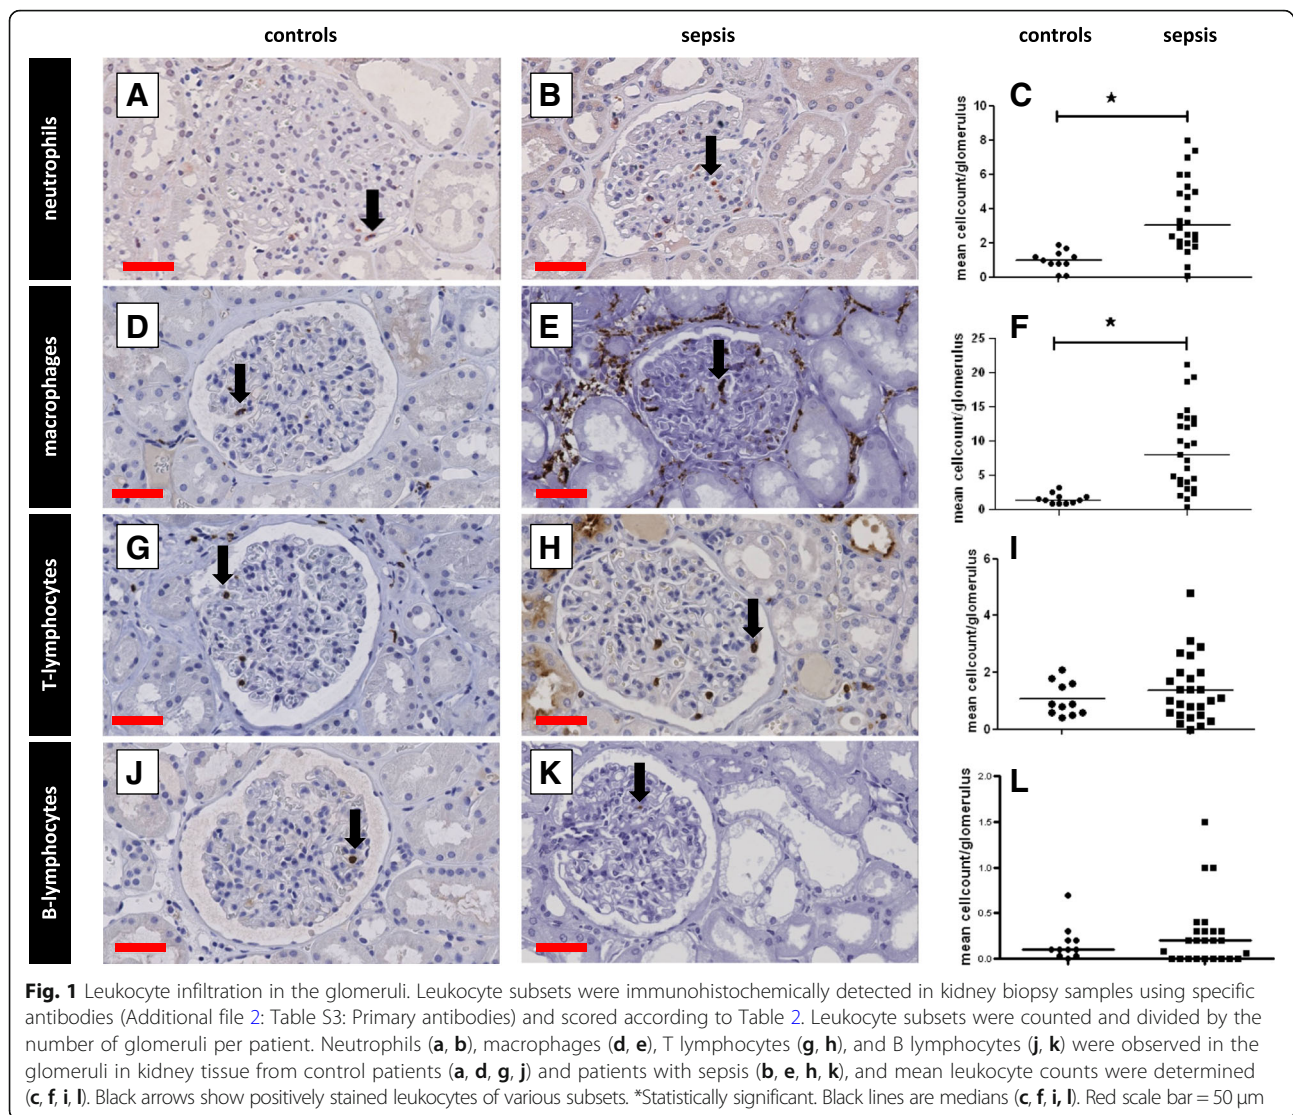 controls sepsis controls sepsis
neutrophils
A
B
C
★
mean cellcount/glomerulus
10
8
6
4
2
0
macrophages
D
E
F
★
mean cellcount/glomerulus
25
20
15
10
5
0
T-lymphocytes
G
H
I
mean cellcount/glomerulus
6
4
2
0
B-lymphocytes
J
K
L
mean cellcount/glomerulus
2.0
1.5
1.0
0.5
0.0
Fig. 1 Leukocyte infiltration in the glomeruli. Leukocyte subsets were immunohistochemically detected in kidney biopsy samples using specific
antibodies (Additional file 2: Table S3: Primary antibodies) and scored according to Table 2. Leukocyte subsets were counted and divided by the
number of glomeruli per patient. Neutrophils (a, b), macrophages (d, e), T lymphocytes (g, h), and B lymphocytes (j, k) were observed in the
glomeruli in kidney tissue from control patients (a, d, g, j) and patients with sepsis (b, e, h, k), and mean leukocyte counts were determined
(c, f, i, l). Black arrows show positively stained leukocytes of various subsets. *Statistically significant. Black lines are medians (c, f, i, l). Red scale bar = 50 μm